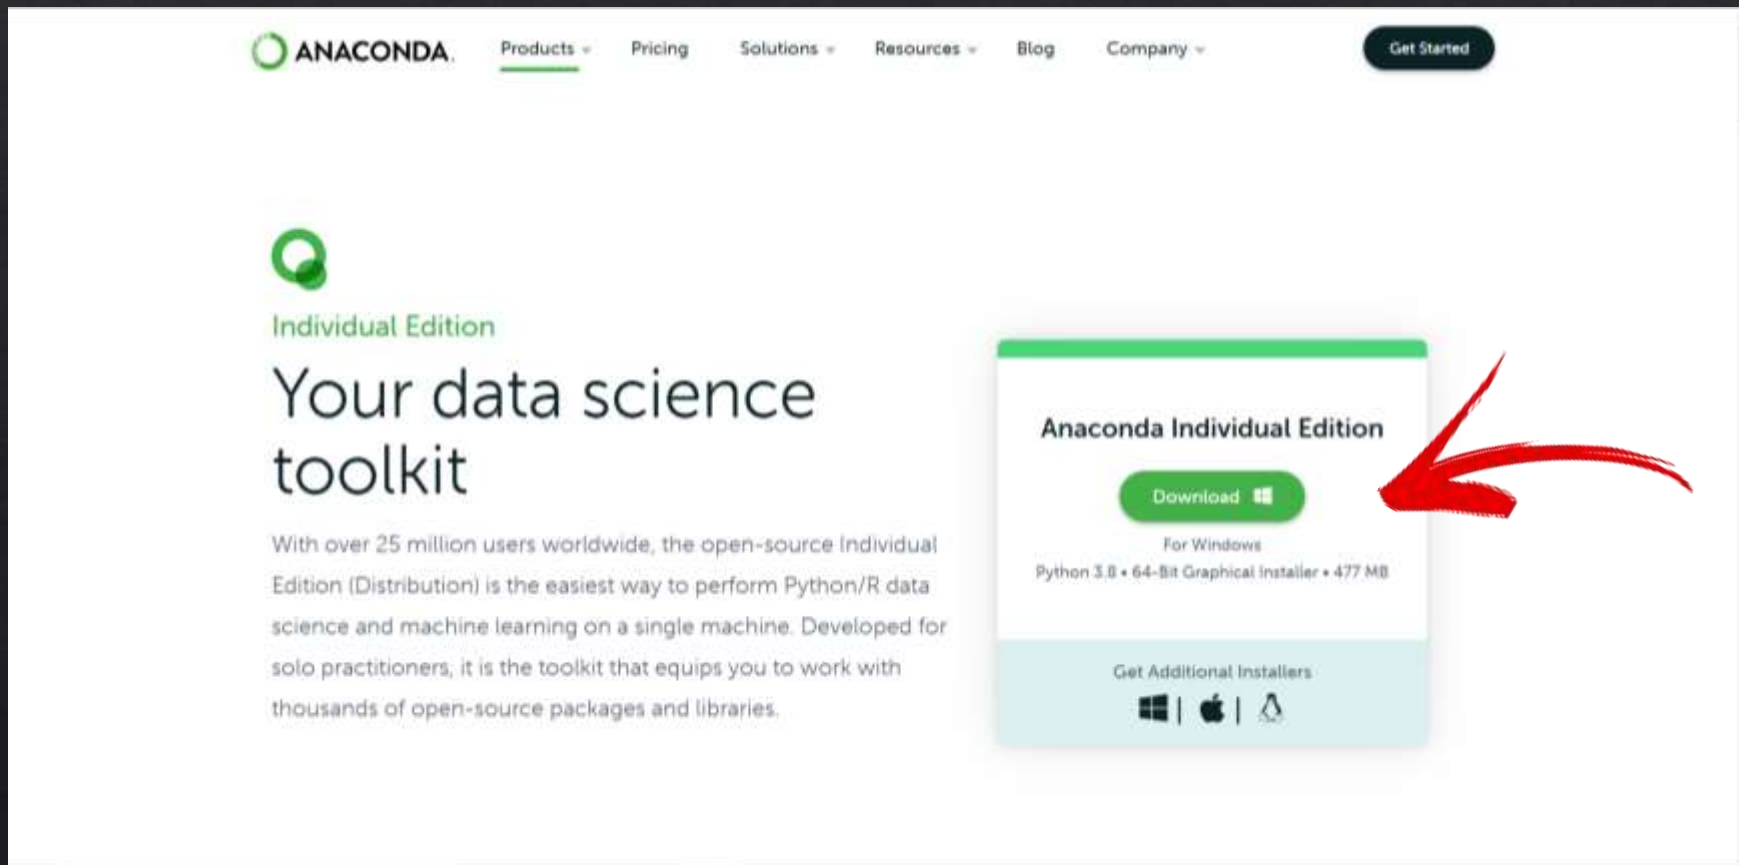 ANACONDA.
Products
Pricing
Solutions
Resources
Blog
Company
Get Started
Individual Edition
Your data science
toolkit
With over 25 million users worldwide, the open-source Individual
Edition (Distribution) is the easiest way to perform Python/R data
science and machine learning on a single machine. Developed for
solo practitioners, it is the toolkit that equips you to work with
thousands of open-source packages and libraries.
Anaconda Individual Edition
Download
For Windows
Python 3.8 • 64-Bit Graphical Installer • 477 MB
Get Additional Installers
| |